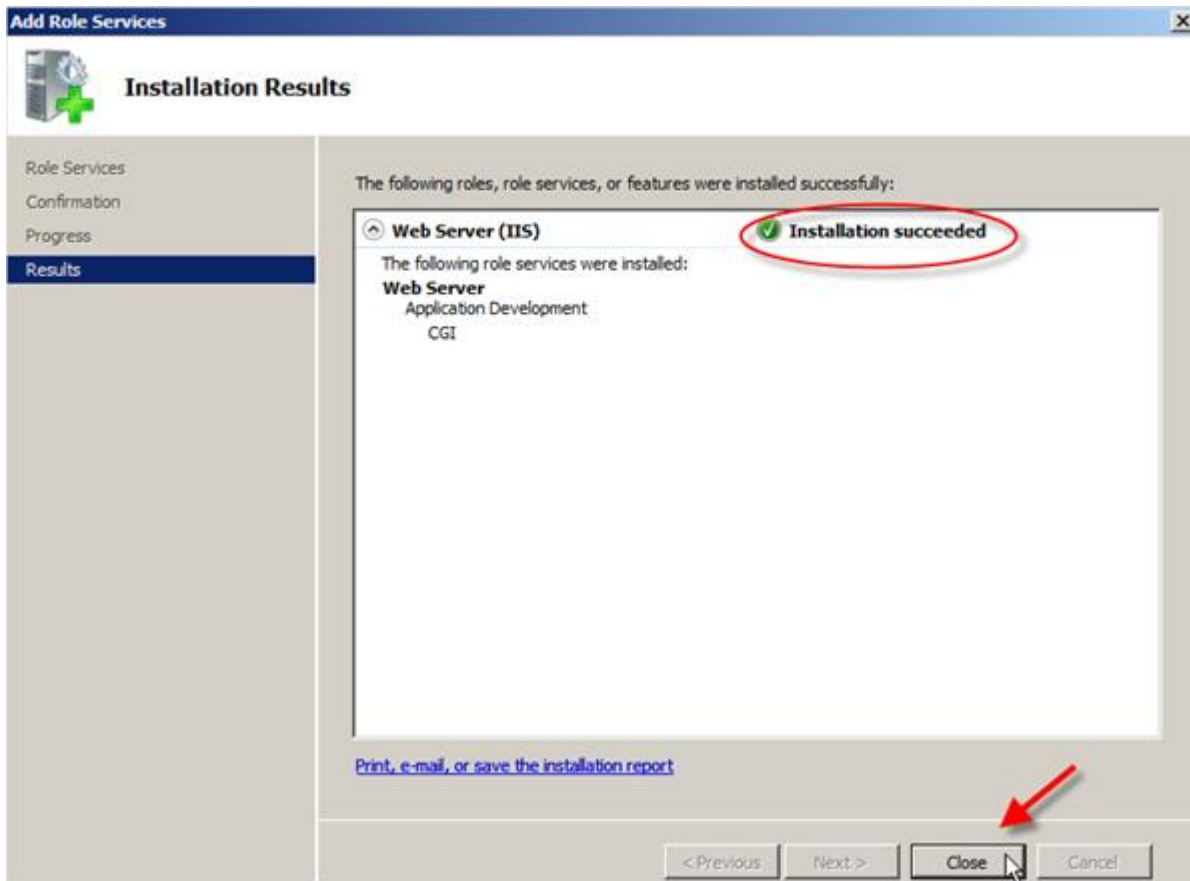 Add Role Services
Installation Results
Role Services
Confirmation
Progress
Results
The following roles, role services, or features were installed successfully:
Web Server (IIS) Installation succeeded
The following role services were installed:
Web Server
Application Development
CGI
Print, e-mail, or save the installation report
< Previous Next > Close Cancel